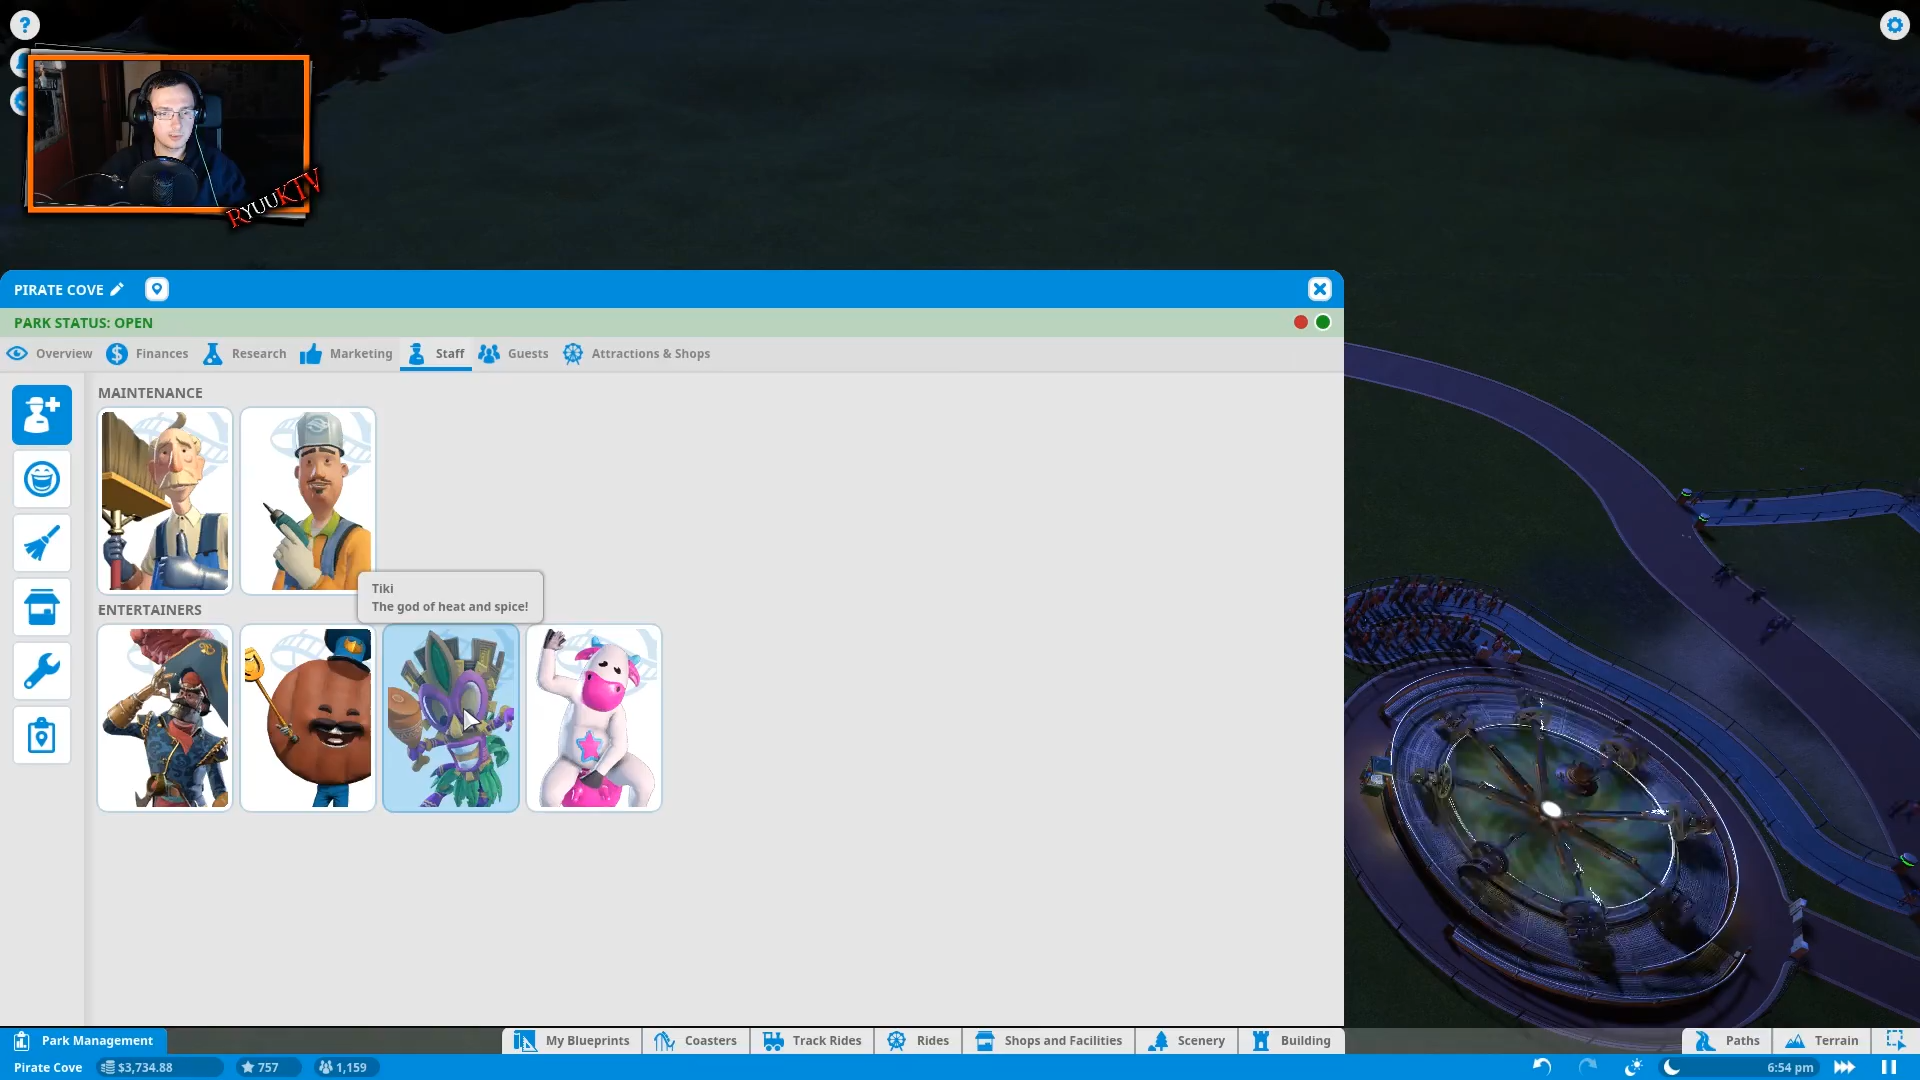 ?
RYUUKTV
PIRATE COVE
PARK STATUS: OPEN
Overview
Finances
Research
Marketing
Staff
Guests
Attractions & Shops
MAINTENANCE
Tiki
The god of heat and spice!
ENTERTAINERS
Park Management
My Blueprints
Coasters
Track Rides
Rides
Shops and Facilities
Scenery
Building
Paths
Terrain
Pirate Cove
$3,734.88
757
1,159
6:54 pm